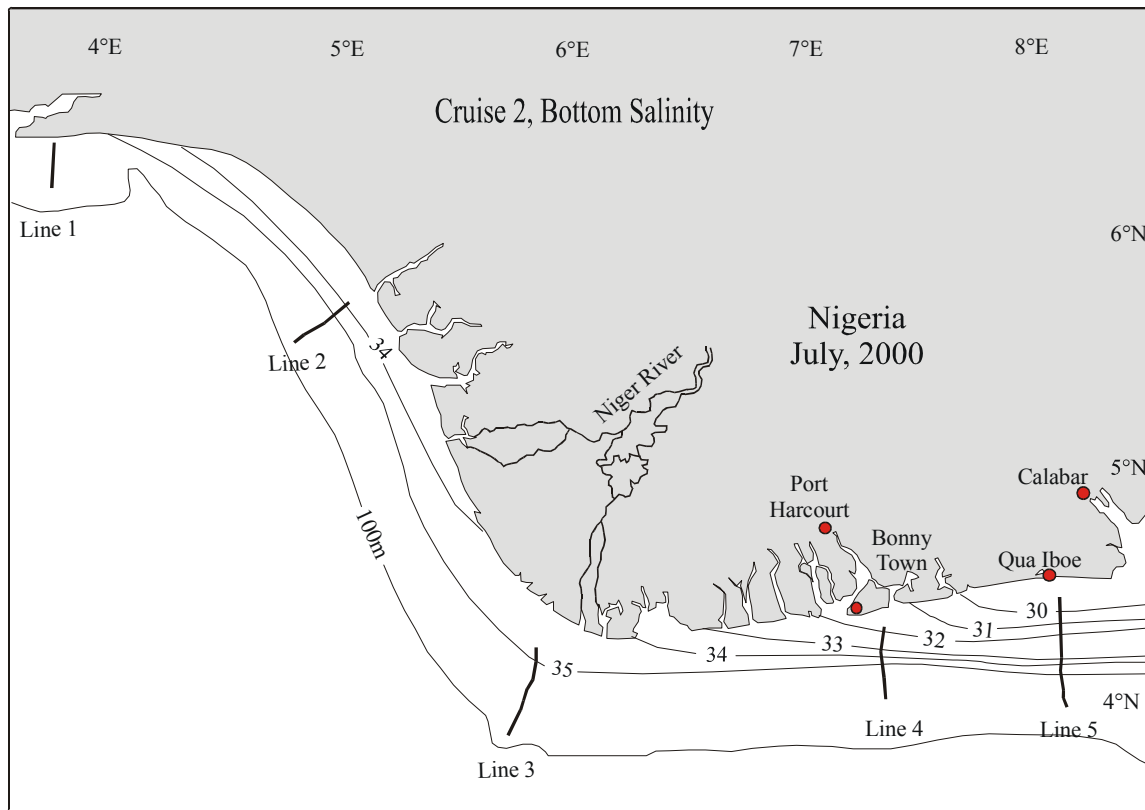 4°E 5°E 6°E 7°E 8°E
Cruise 2, Bottom Salinity
Line 1
6°N
Nigeria
July, 2000
Line 2
34
Niger River
5°N
Calabar
Port
Harcourt
100m
Bonny
Town
Qua Iboe
30
31
32
33
34
35
4°N
Line 4
Line 5
Line 3